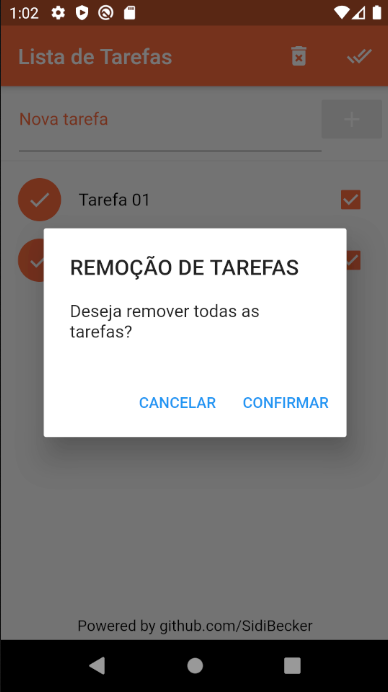 1:02
Lista de Tarefas
Nova tarefa
+
Tarefa 01
REMOÇÃO DE TAREFAS
Deseja remover todas as
tarefas?
CANCELAR CONFIRMAR
Powered by github.com/SidiBecker